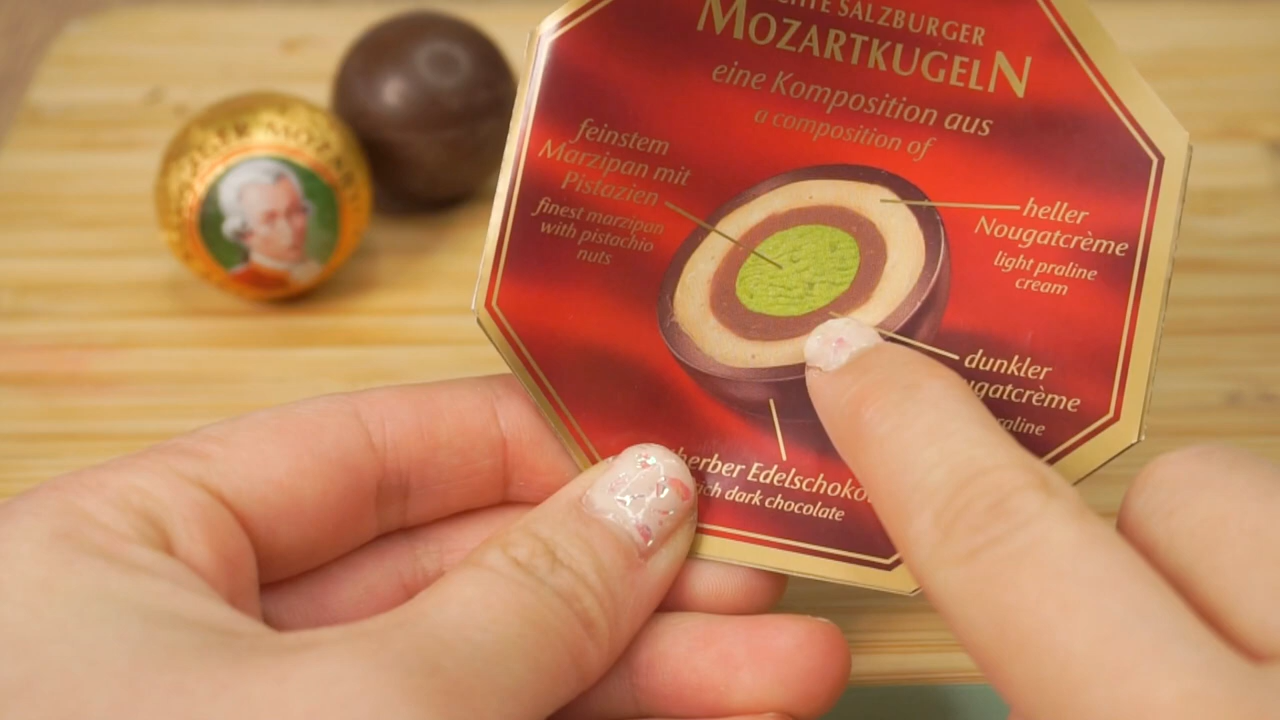 SALZBURGER
MOZARTKUGELN
eine Komposition aus
a composition of
feinstem
Marzipan mit
Pistazien
finest marzipan
with pistachio
nuts
heller
Nougatcrème
light praline
cream
dunkler
ugatcrème
raline
herber Edelschoko
ich dark chocolate